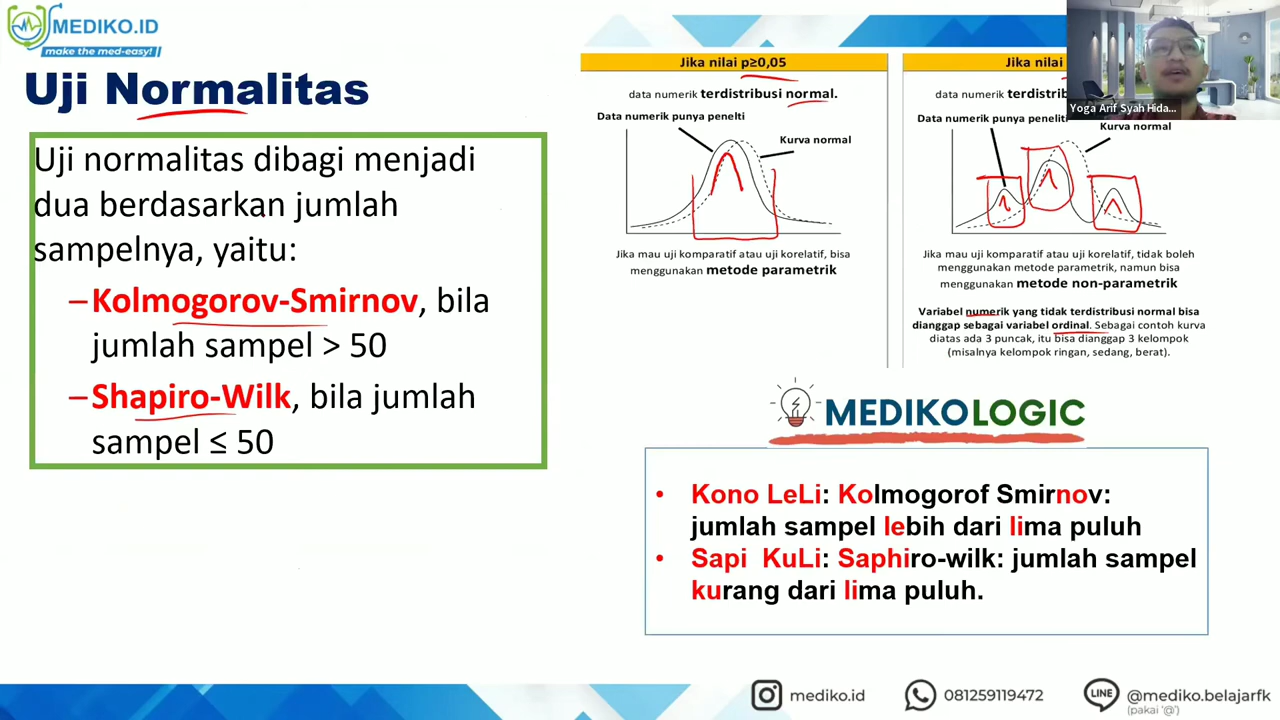 MEDIKO.ID
make the med-easy!
Uji Normalitas
Uji normalitas dibagi menjadi
dua berdasarkan jumlah
sampelnya, yaitu:
–Kolmogorov-Smirnov, bila
jumlah sampel > 50
–Shapiro-Wilk, bila jumlah
sampel ≤ 50
Jika nilai p≥0,05
data numerik terdistribusi normal.
Data numerik punya penelti
Kurva normal
Jika mau uji komparatif atau uji korelatif, bisa
menggunakan metode parametrik
Jika nilai
data numerik
Yoga Arif Syah Hida...
Data numerik punya penelti
Kurva normal
Jika mau uji komparatif atau uji korelatif, tidak boleh
menggunakan metode parametrik, namun bisa
menggunakan metode non-parametrik
Variabel numerik yang tidak terdistribusi normal bisa
dianggap sebagai variabel ordinal. Sebagai contoh kurva
diatas ada 3 puncak, itu bisa dianggap 3 kelompok
(misalnya kelompok ringan, sedang, berat).
MEDIKOLOGIC
• Kono LeLi: Kolmogorof Smirnov:
jumlah sampel lebih dari lima puluh
• Sapi KuLi: Saphiro-wilk: jumlah sampel
kurang dari lima puluh.
mediko.id
081259119472
LINE
@mediko.belajarfk
(pakai '@')